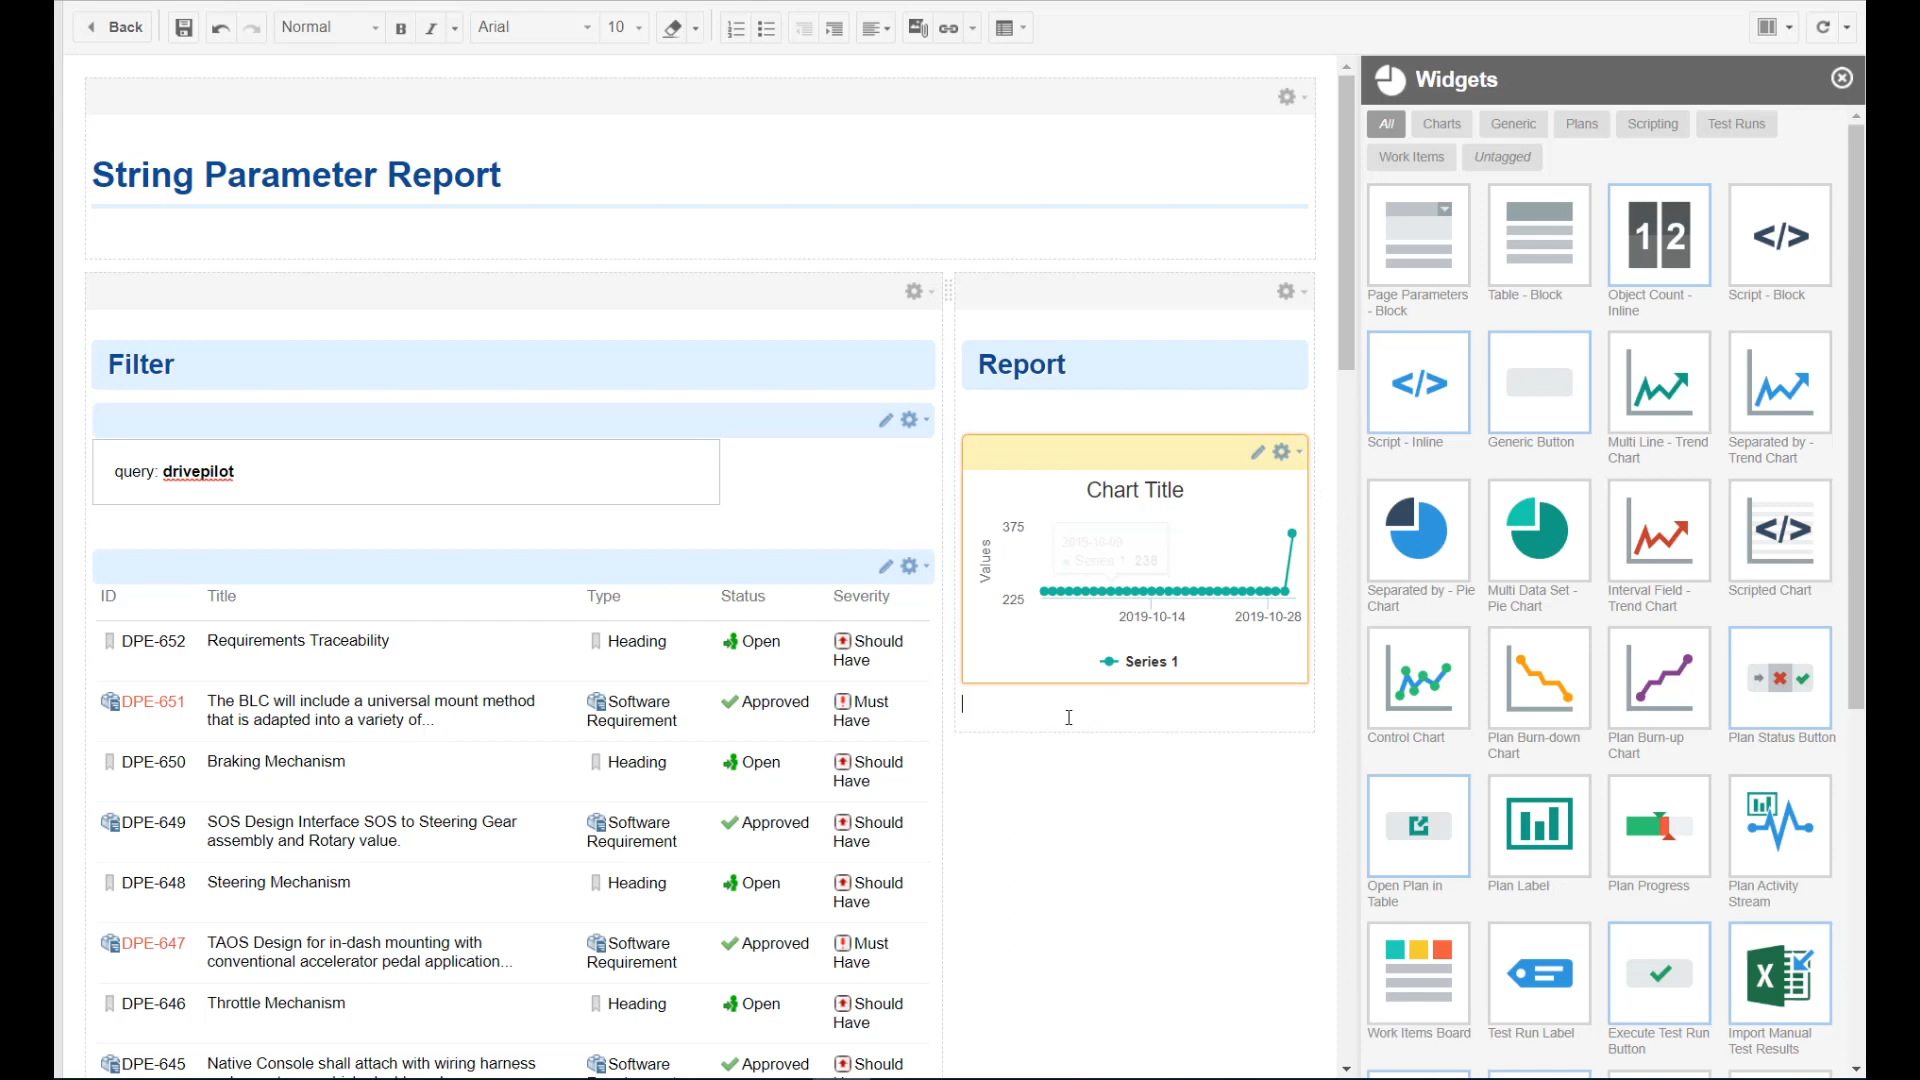 Back
Normal
B
I
Arial
10
Widgets
All
Charts
Generic
Plans
Scripting
Test Runs
Work Items
Untagged
String Parameter Report
Filter
query: drivepilot
ID Title Type Status Severity
DPE-652 Requirements Traceability Heading Open Should
Have
DPE-651 The BLC will include a universal mount method Software Approved Must
that is adapted into a variety of... Requirement Have
DPE-650 Braking Mechanism Heading Open Should
Have
DPE-649 SOS Design Interface SOS to Steering Gear Software Approved Should
assembly and Rotary value. Requirement Have
DPE-648 Steering Mechanism Heading Open Should
Have
DPE-647 TAOS Design for in-dash mounting with Software Approved Must
conventional accelerator pedal application... Requirement Have
DPE-646 Throttle Mechanism Heading Open Should
Have
DPE-645 Native Console shall attach with wiring harness Software Approved Should
Report
Chart Title
375
Values
2019-10-09
Series 1 238
225
2019-10-14 2019-10-28
Series 1
1 2
Page Parameters
- Block
Table - Block
Object Count -
Inline
</>
Script - Block
</>
Script - Inline
Generic Button
Multi Line - Trend
Chart
Separated by -
Trend Chart
Separated by - Pie
Chart
Multi Data Set -
Pie Chart
Interval Field -
Trend Chart
</>
Scripted Chart
Control Chart
Plan Burn-down
Chart
Plan Burn-up
Chart
Plan Status Button
Open Plan in
Table
Plan Label
Plan Progress
Plan Activity
Stream
Work Items Board
Test Run Label
Execute Test Run
Button
X
Import Manual
Test Results